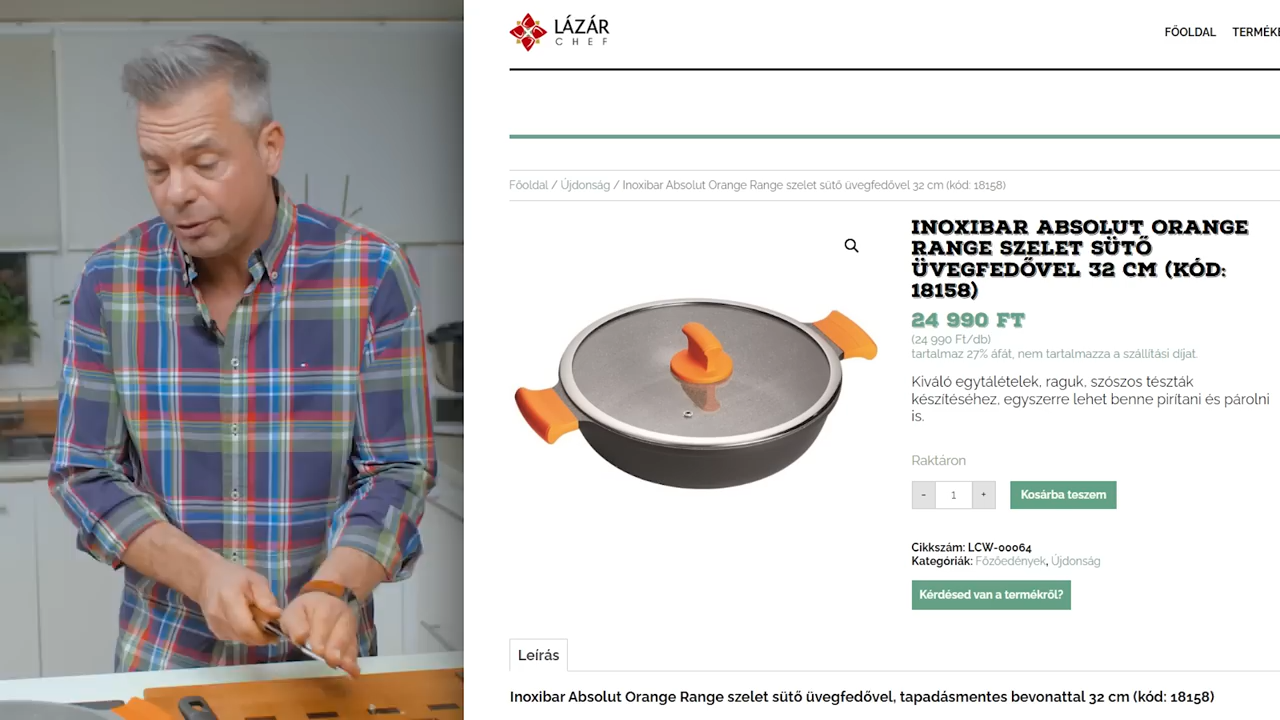 LÁZÁR
CHEF
FŐOLDAL
Főoldal / Újdonság / Inoxibar Absolut Orange Range szelet sütő üvegfedővel 32 cm (kód: 18158)
INOXIBAR ABSOLUT ORANGE
RANGE SZELET SÜTŐ
ÜVEGFEDŐVEL 32 CM (KÓD:
18158)
24 990 FT
(24 990 Ft/db)
tartalmaz 27% áfát, nem tartalmazza a szállítási díjat.
Kiváló egytálételek, raguk, szószos tészták
készítéséhez, egyszerre lehet benne pirítani és párolni
is.
Raktáron
- 1 + Kosárba teszem
Cikkszám: LCW-00064
Kategóriák: Főzőedények, Újdonság
Kérdésed van a termékről?
Leírás
Inoxibar Absolut Orange Range szelet sütő üvegfedővel, tapadásmentes bevonattal 32 cm (kód: 18158)